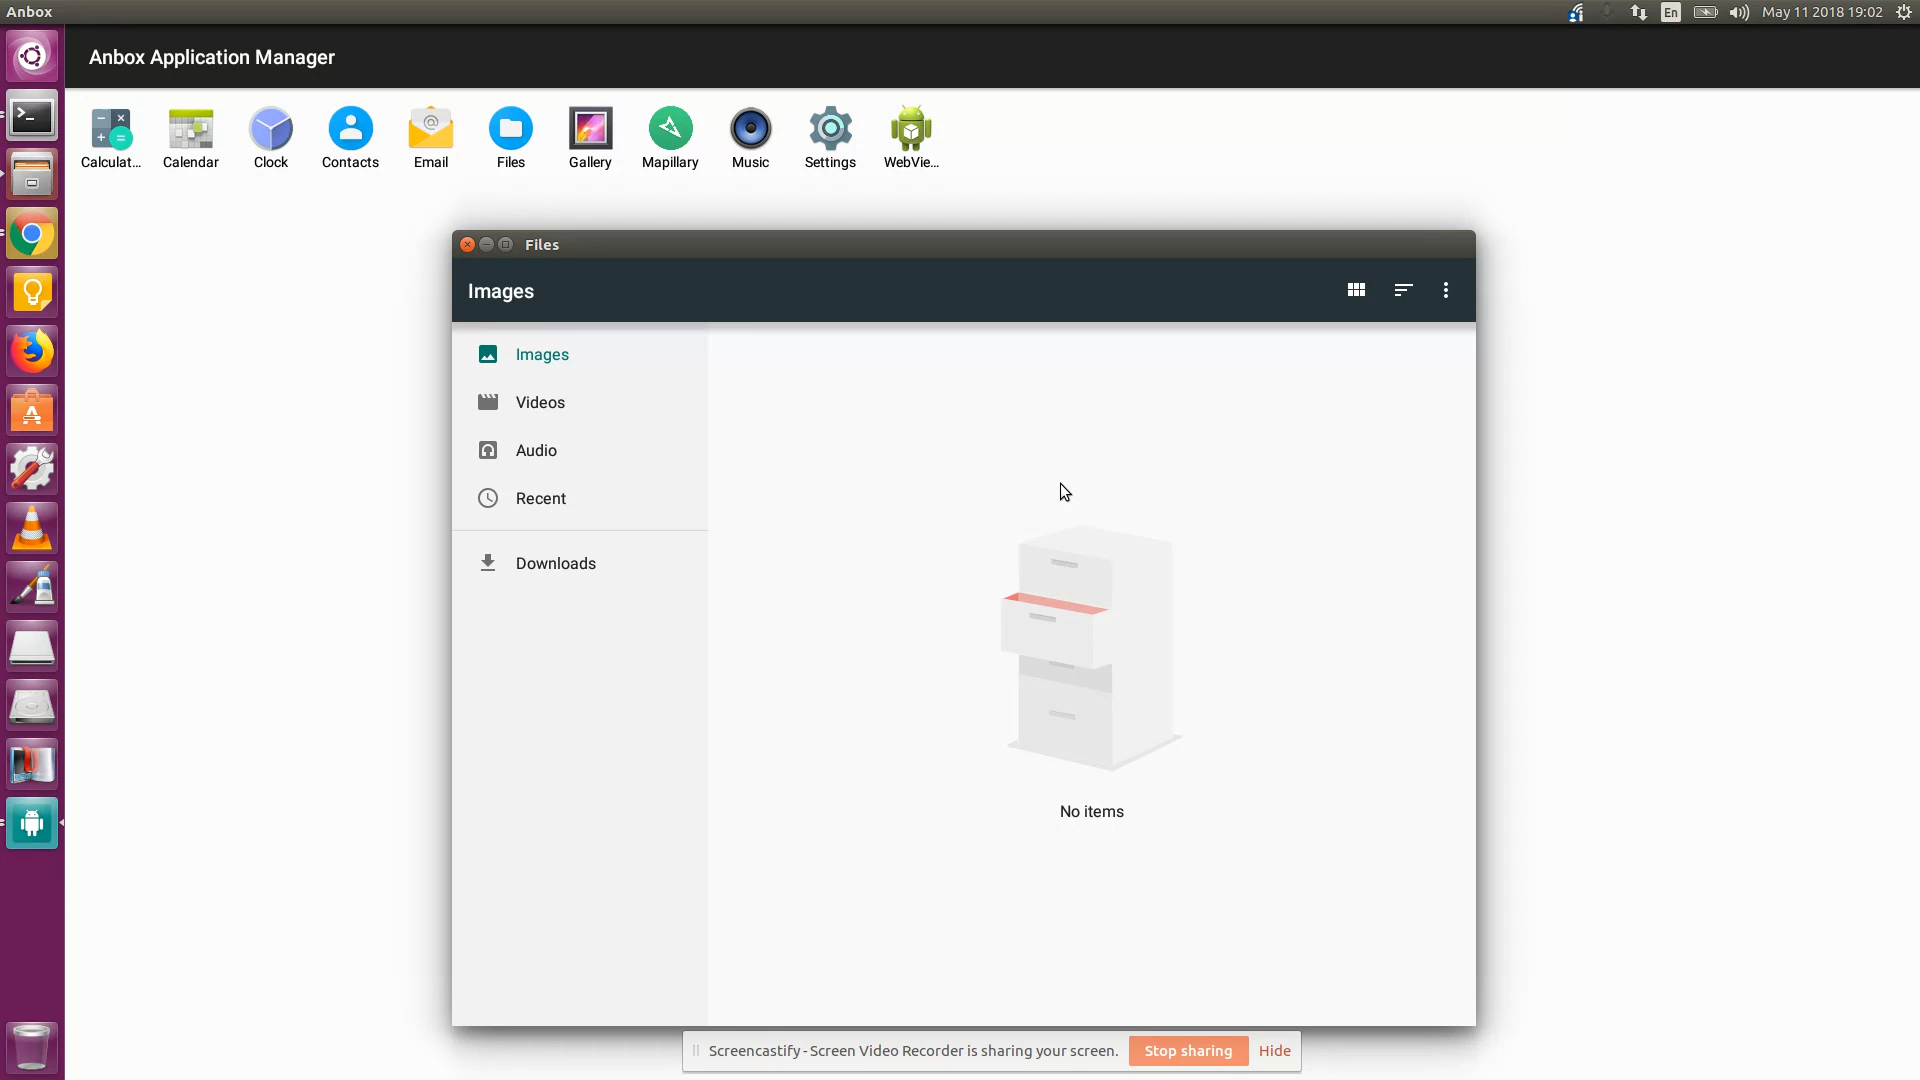 Anbox
En
May 11 2018 19:02
Anbox Application Manager
Calculat...
Calendar
Clock
Contacts
Email
Files
Gallery
Mapillary
Music
Settings
WebVie...
Files
Images
Images
Videos
Audio
Recent
Downloads
No items
Screencastify - Screen Video Recorder is sharing your screen.
Stop sharing
Hide